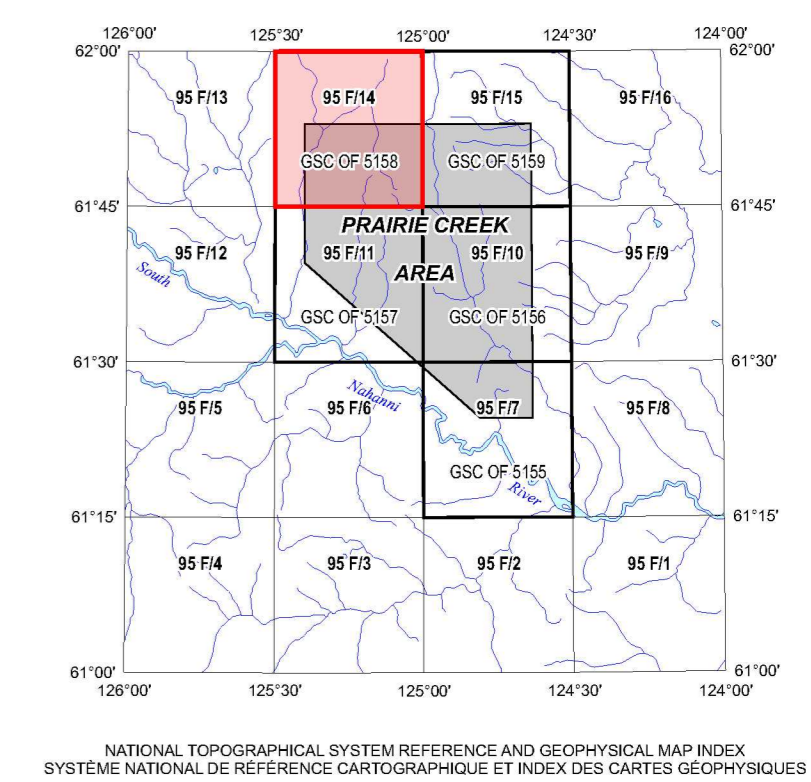 126°00' 125°30' 125°00' 124°30' 124°00'
62°00' 62°00'
95 F/13 95 F/14 95 F/15 95 F/16
GSC OF 5158 GSC OF 5159
61°45' 61°45'
PRAIRIE CREEK
95 F/12 95 F/11 95 F/10 95 F/9
AREA
South
GSC OF 5157 GSC OF 5156
61°30' 61°30'
Nahanni
95 F/5 95 F/6 95 F/7 95 F/8
GSC OF 5155
River
61°15' 61°15'
95 F/4 95 F/3 95 F/2 95 F/1
61°00' 61°00'
126°00' 125°30' 125°00' 124°30' 124°00'
NATIONAL TOPOGRAPHICAL SYSTEM REFERENCE AND GEOPHYSICAL MAP INDEX
SYSTÈME NATIONAL DE RÉFÉRENCE CARTOGRAPHIQUE ET INDEX DES CARTES GÉOPHYSIQUES